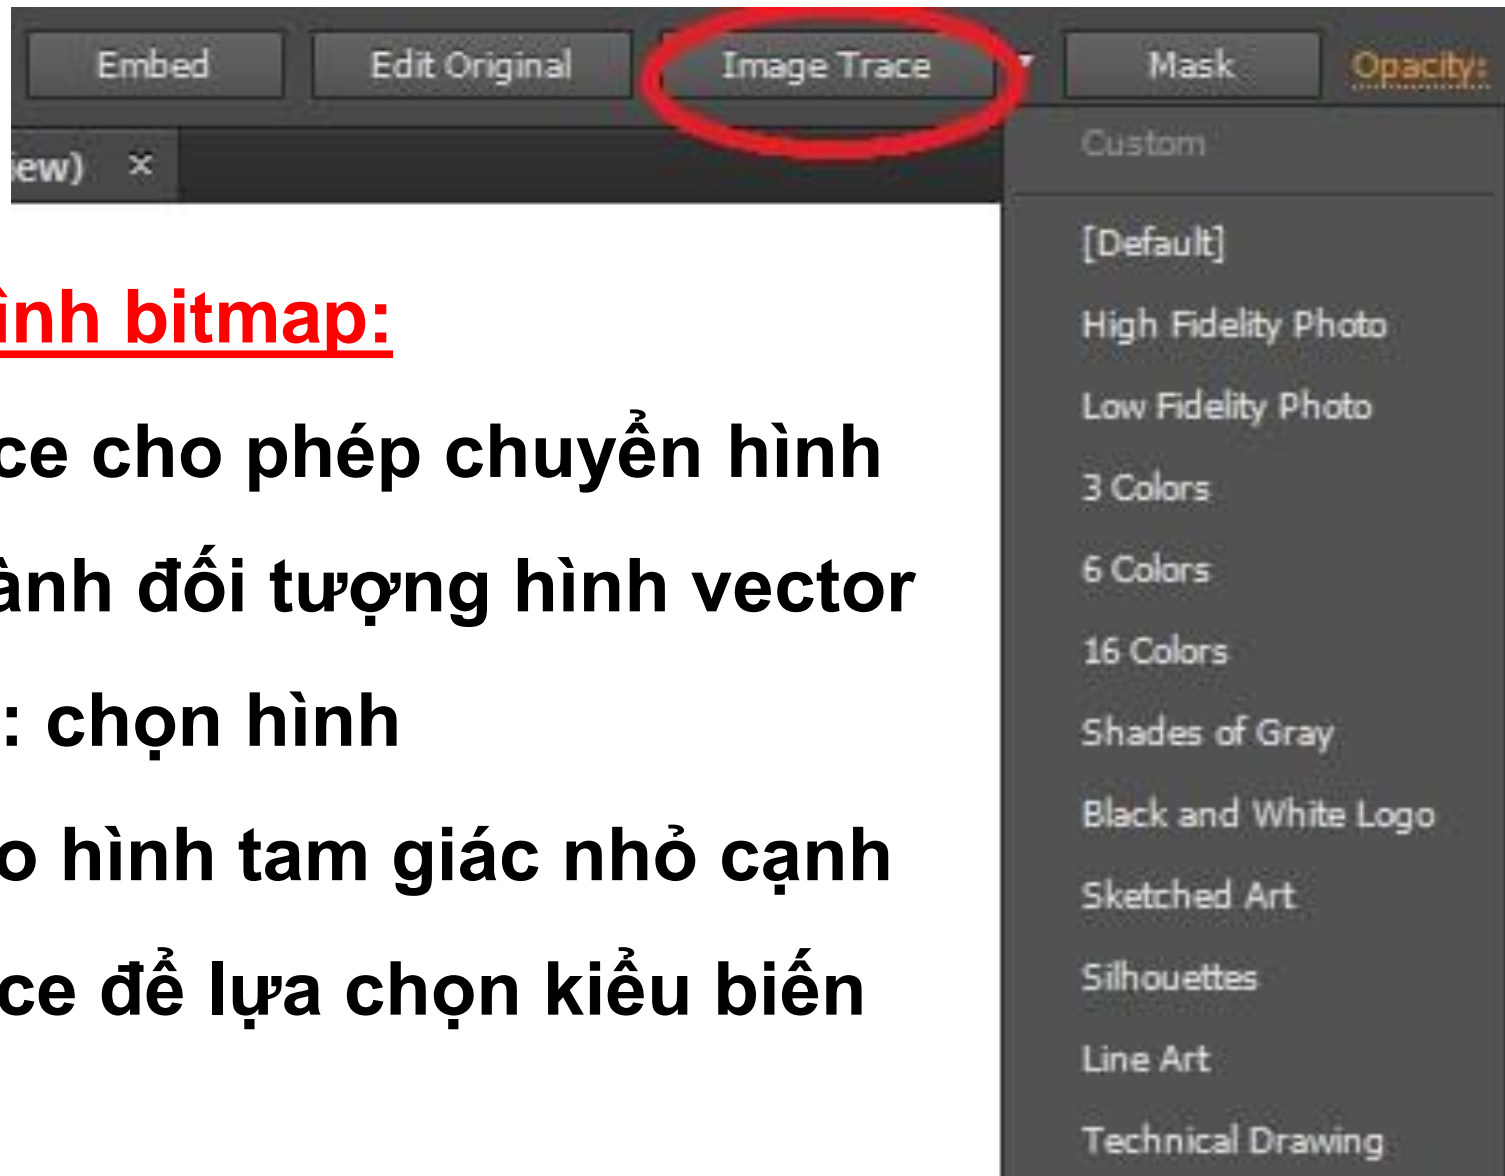 Embed Edit Original Image Trace Mask Opacity:
iew) ×
Custom
[Default]
High Fidelity Photo
Low Fidelity Photo
3 Colors
6 Colors
16 Colors
Shades of Gray
Black and White Logo
Sketched Art
Silhouettes
Line Art
Technical Drawing
ình bitmap:
ce cho phép chuyển hình
ành đối tượng hình vector
: chọn hình
o hình tam giác nhỏ cạnh
ce để lựa chọn kiểu biến